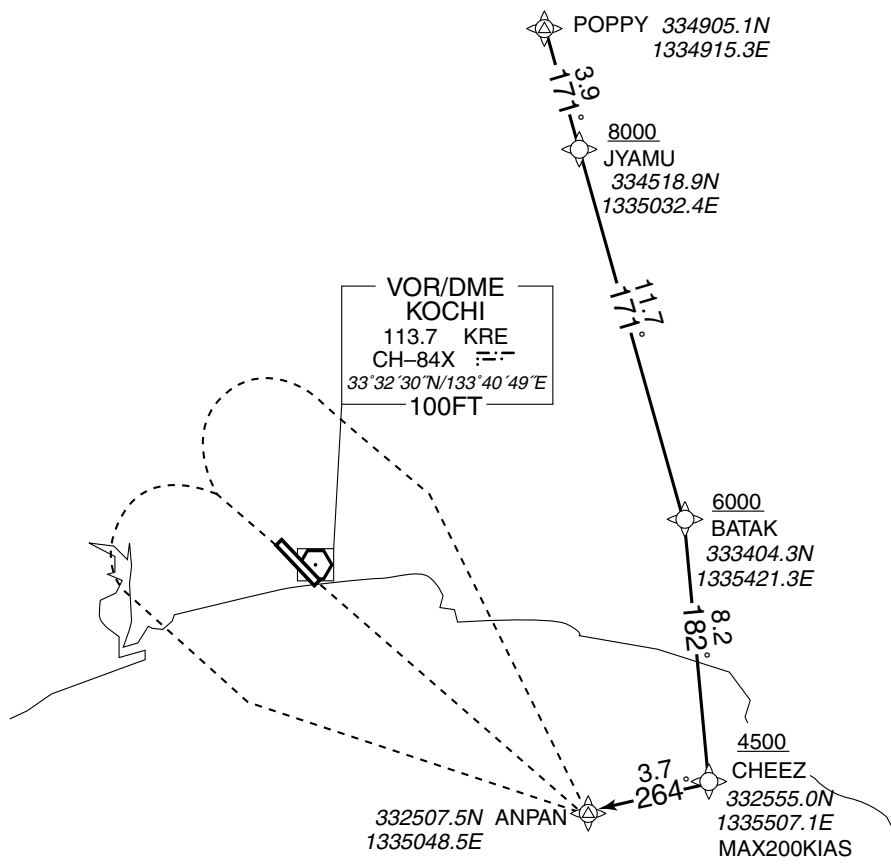 POPPY 334905.1N
1334915.3E
3.9
171°
8000
JYAMU
334518.9N
1335032.4E
11.7
171°
VOR/DME
KOCHI
113.7 KRE
CH–84X
33°32´30˝N/133°40´49˝E
100FT
6000
BATAK
333404.3N
1335421.3E
8.2
182°
4500
CHEEZ
332555.0N
1335507.1E
MAX200KIAS
3.7
264°
332507.5N ANPAN
1335048.5E